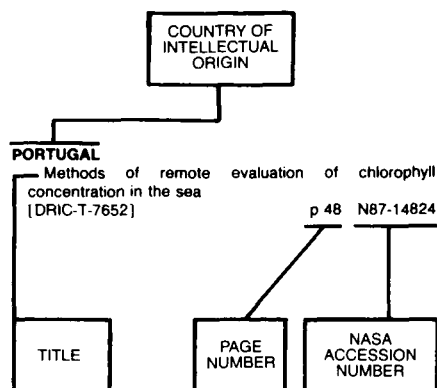 COUNTRY OF
INTELLECTUAL
ORIGIN
PORTUGAL
Methods of remote evaluation of chlorophyll
concentration in the sea
[DRIC-T-7652] p 48 N87-14824
TITLE
PAGE
NUMBER
NASA
ACCESSION
NUMBER